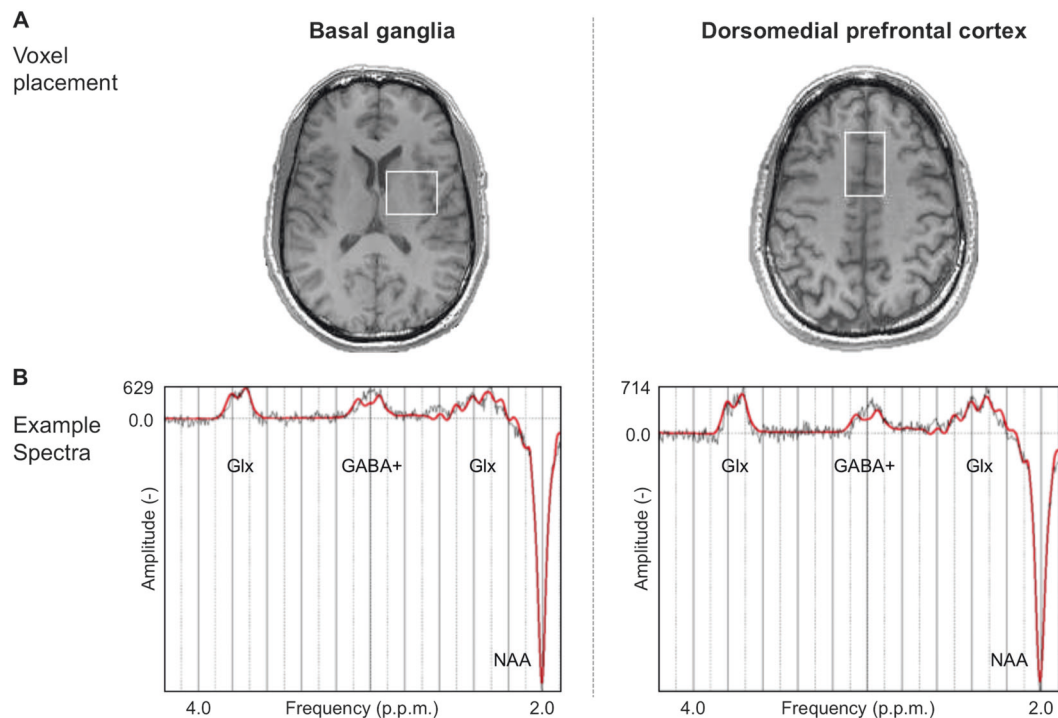 A
Voxel
placement
Basal ganglia
Dorsomedial prefrontal cortex
B
Example
Spectra
629
0.0
Amplitude (-)
Glx
GABA+
Glx
NAA
4.0
Frequency (p.p.m.)
2.0
714
0.0
Amplitude (-)
Glx
GABA+
Glx
NAA
4.0
Frequency (p.p.m.)
2.0